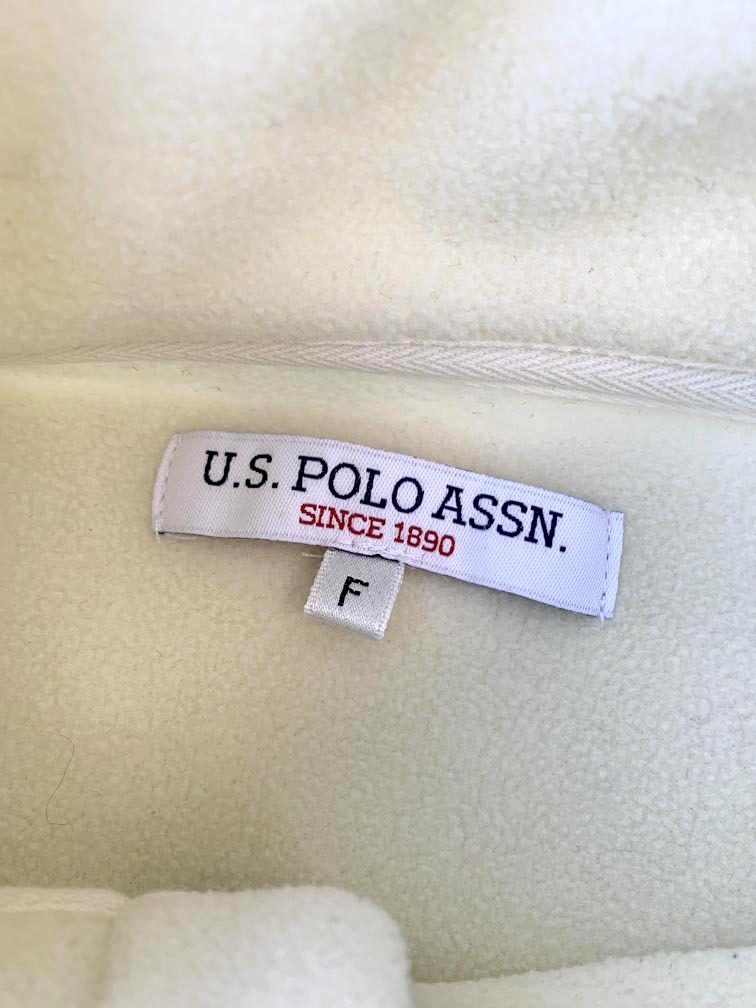 U.S. POLO ASSN.
SINCE 1890
F